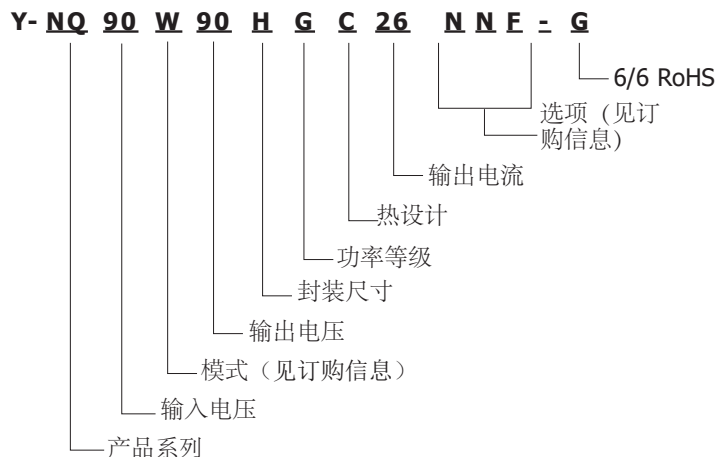 Y- NQ 90 W 90 H G C 26 N N F - G
6/6 RoHS
选项 (见订
购信息)
输出电流
热设计
功率等级
封装尺寸
输出电压
模式（见订购信息）
输入电压
产品系列